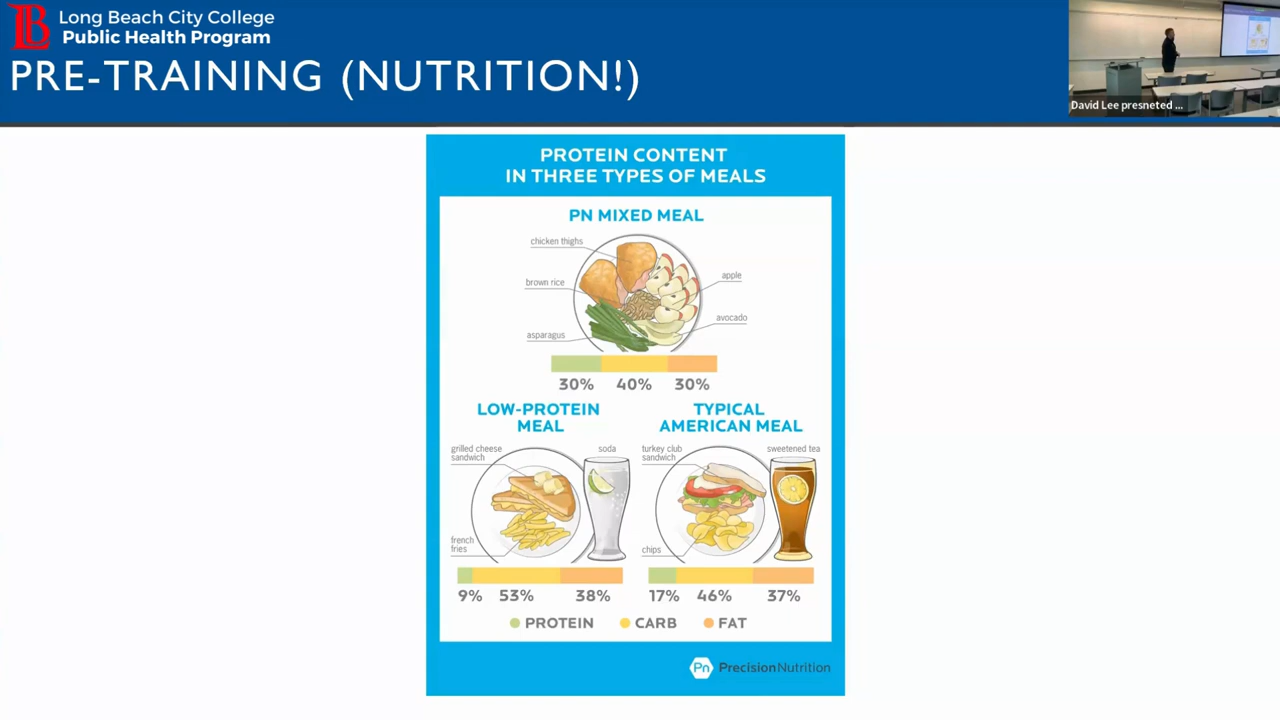 Long Beach City College
Public Health Program
PRE-TRAINING (NUTRITION!)
David Lee presneted ...
PROTEIN CONTENT
IN THREE TYPES OF MEALS
PN MIXED MEAL
chicken thighs
brown rice
apple
avocado
asparagus
30% 40% 30%
LOW-PROTEIN
MEAL
grilled cheese
sandwich
soda
french
fries
9% 53% 38%
TYPICAL
AMERICAN MEAL
turkey club
sandwich
sweetened tea
chips
17% 46% 37%
PROTEIN CARB FAT
Pn PrecisionNutrition